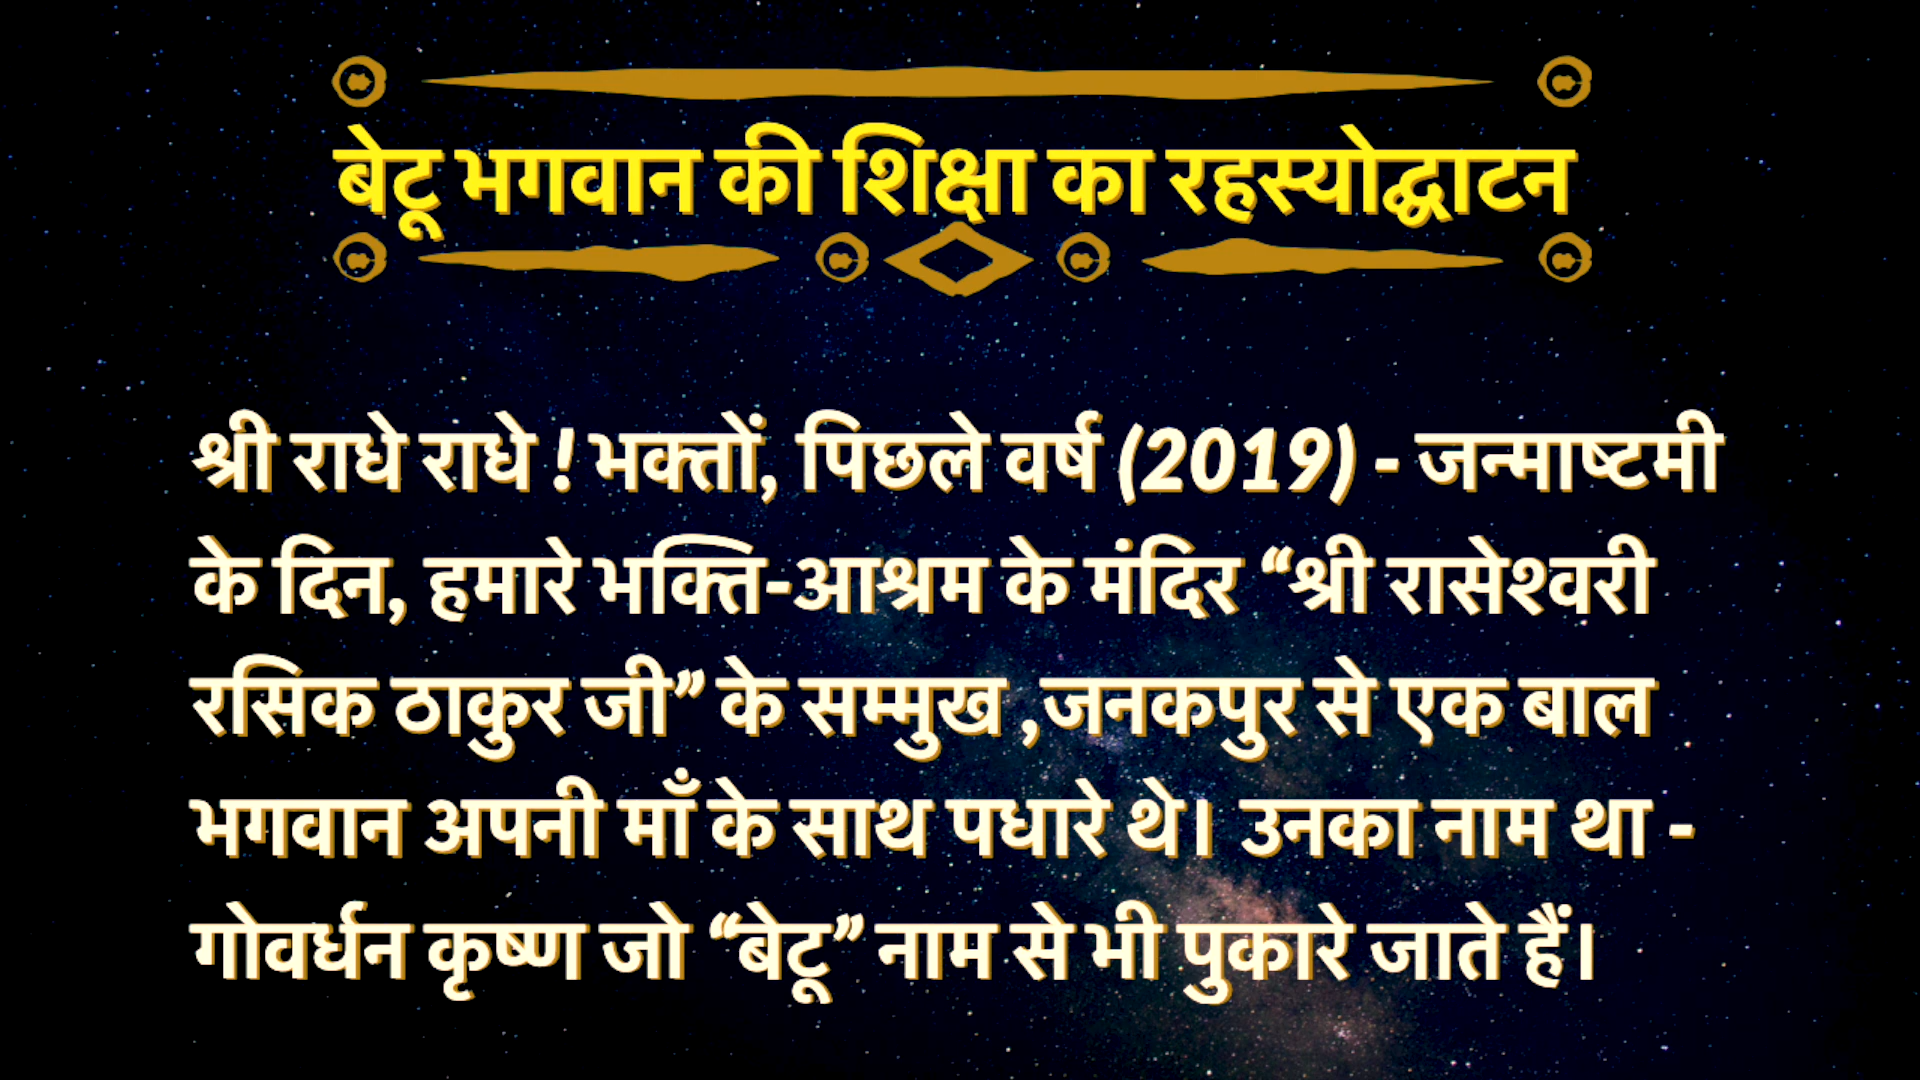 बेटू भगवान की शिक्षा का रहस्योद्घाटन
श्री राधे राधे ! भक्तों, पिछले वर्ष (2019) - जन्माष्टमी
के दिन, हमारे भक्ति-आश्रम के मंदिर “श्री रासेश्वरी
रसिक ठाकुर जी” के सम्मुख ,जनकपुर से एक बाल
भगवान अपनी माँ के साथ पधारे थे। उनका नाम था -
गोवर्धन कृष्ण जो “बेटू” नाम से भी पुकारे जाते हैं।